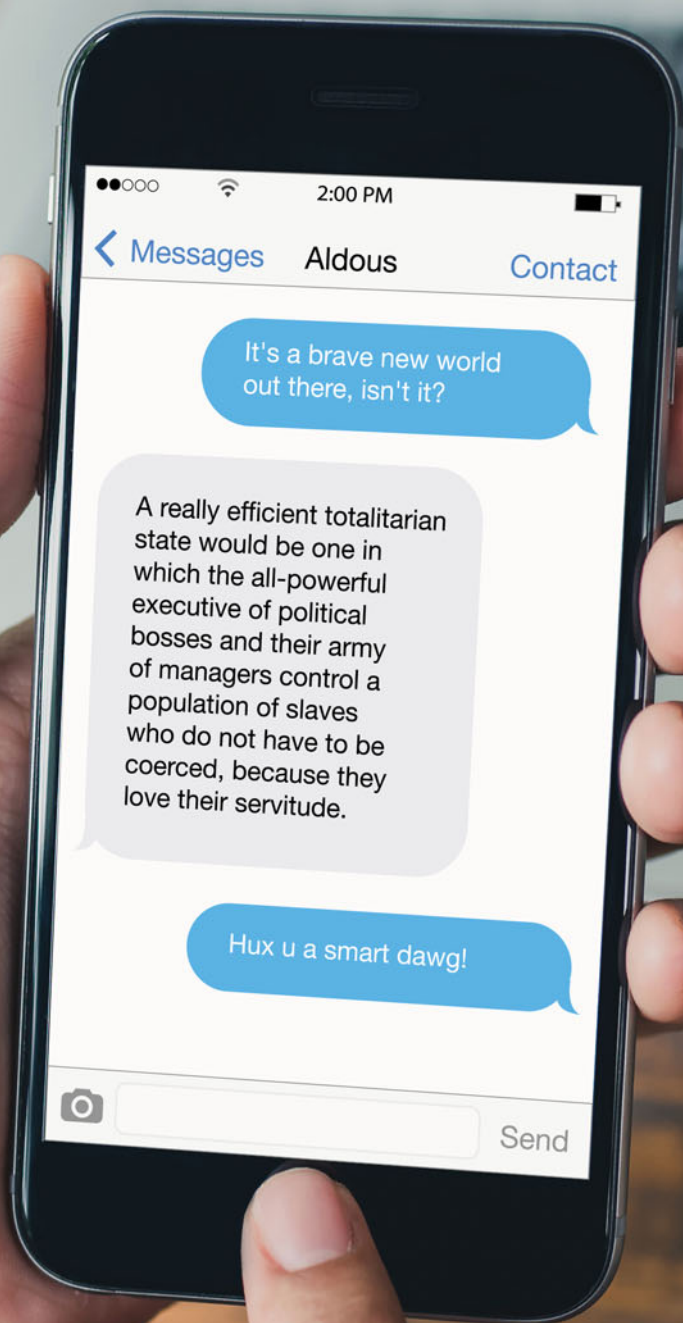 2:00 PM
Messages Aldous Contact
It's a brave new world
out there, isn't it?
A really efficient totalitarian
state would be one in
which the all-powerful
executive of political
bosses and their army
of managers control a
population of slaves
who do not have to be
coerced, because they
love their servitude.
Hux u a smart dawg!
Send